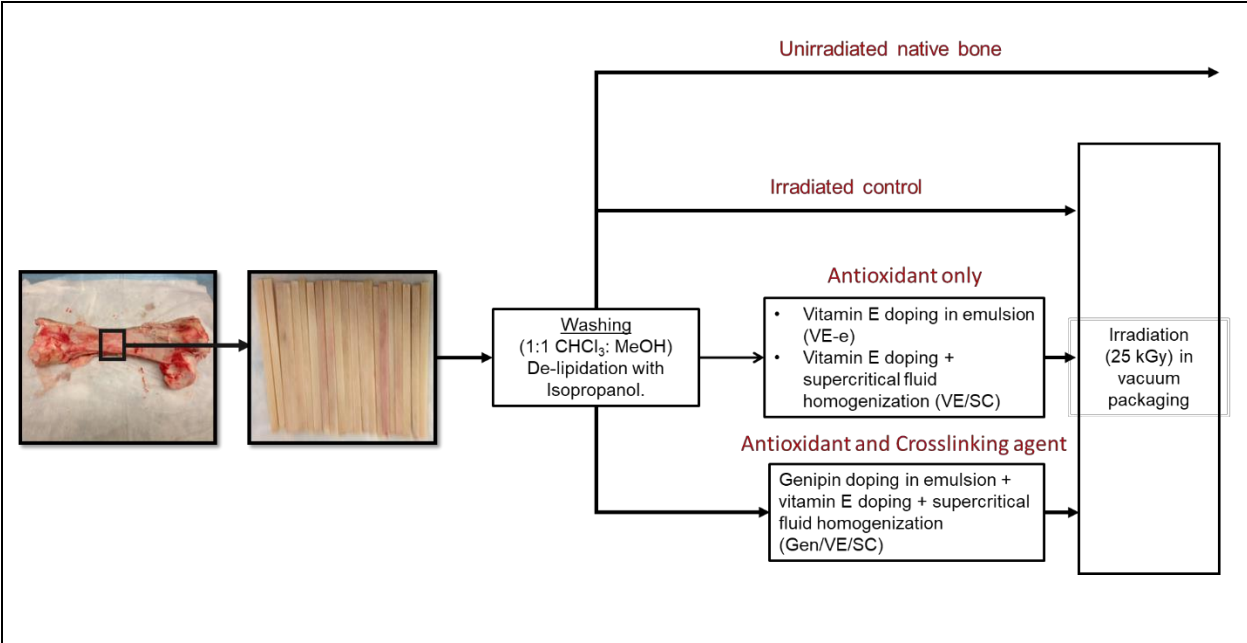 Unirradiated native bone
Irradiated control
Washing
(1:1 CHCl₃: MeOH)
De-lipidation with
Isopropanol.
Antioxidant only
• Vitamin E doping in emulsion
(VE-e)
• Vitamin E doping +
supercritical fluid
homogenization (VE/SC)
Antioxidant and Crosslinking agent
Genipin doping in emulsion +
vitamin E doping + supercritical
fluid homogenization
(Gen/VE/SC)
Irradiation
(25 kGy) in
vacuum
packaging